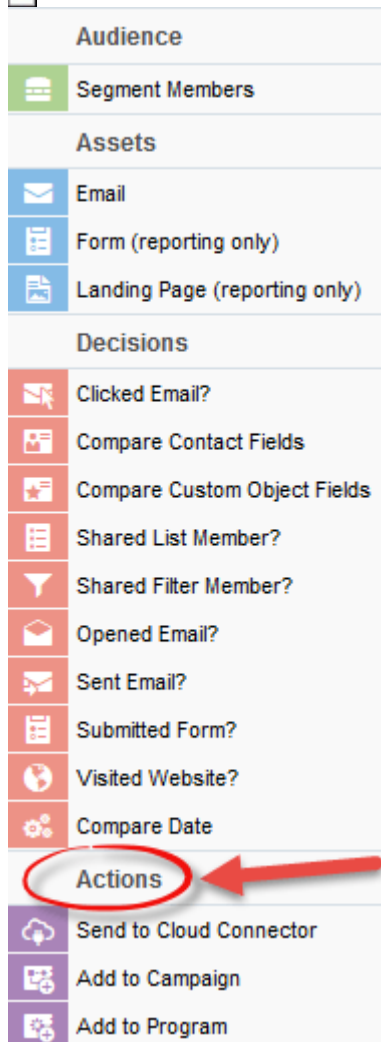 Audience
Segment Members
Assets
Email
Form (reporting only)
Landing Page (reporting only)
Decisions
Clicked Email?
Compare Contact Fields
Compare Custom Object Fields
Shared List Member?
Shared Filter Member?
Opened Email?
Sent Email?
Submitted Form?
Visited Website?
Compare Date
Actions
Send to Cloud Connector
Add to Campaign
Add to Program